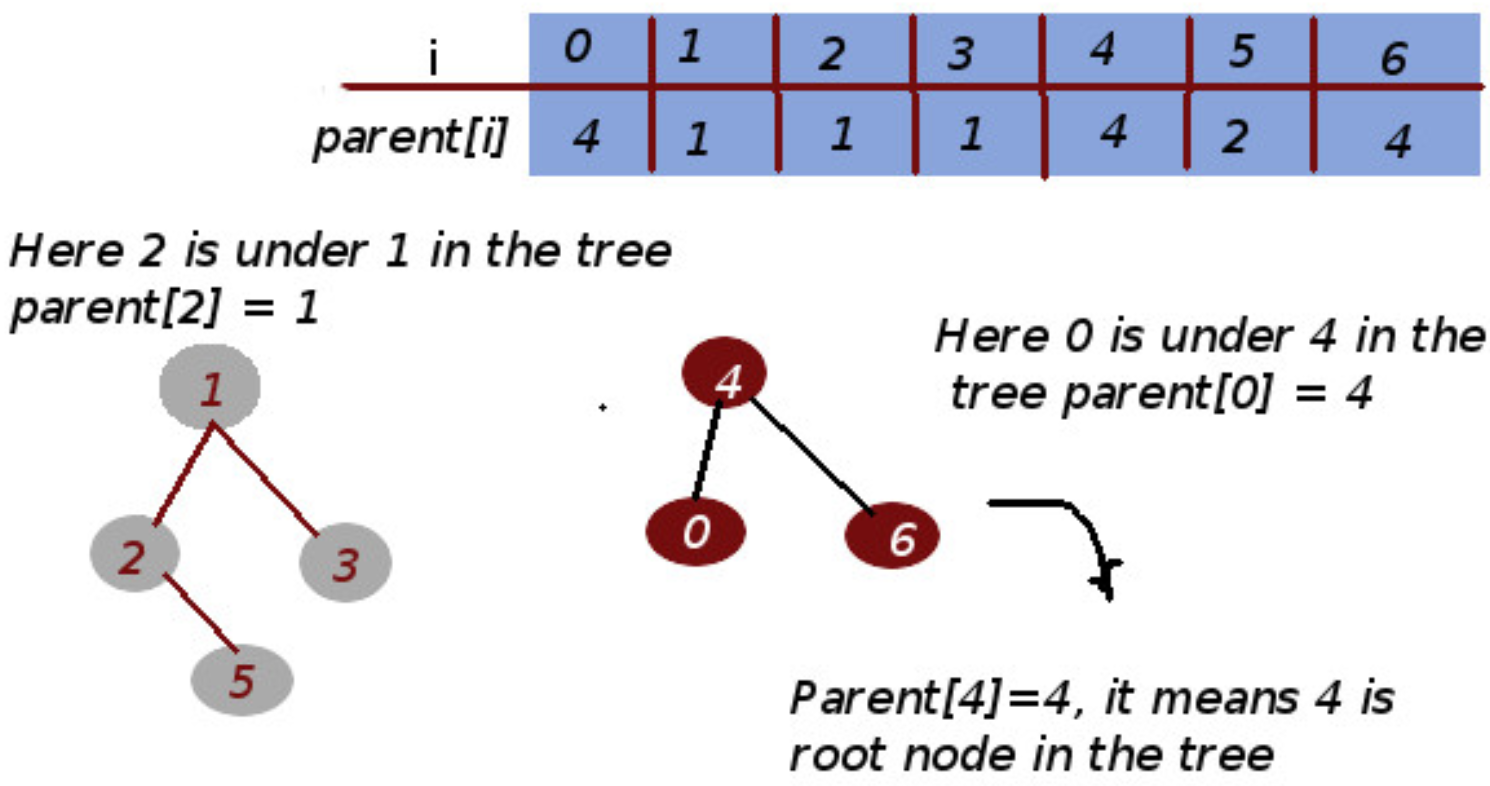 i 0 1 2 3 4 5 6
parent[i] 4 1 1 1 4 2 4
Here 2 is under 1 in the tree
parent[2] = 1
Here 0 is under 4 in the
tree parent[0] = 4
1
2 3
5
4
0 6
Parent[4]=4, it means 4 is
root node in the tree